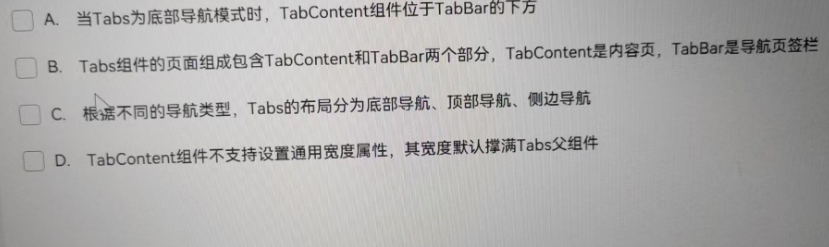 A. 当Tabs为底部导航模式时，TabContent组件位于TabBar的下方
B. Tabs组件的页面组成包含TabContent和TabBar两个部分，TabContent是内容页，TabBar是导航页签栏
C. 根据不同的导航类型，Tabs的布局分为底部导航、顶部导航、侧边导航
D. TabContent组件不支持设置通用宽度属性，其宽度默认撑满Tabs父组件